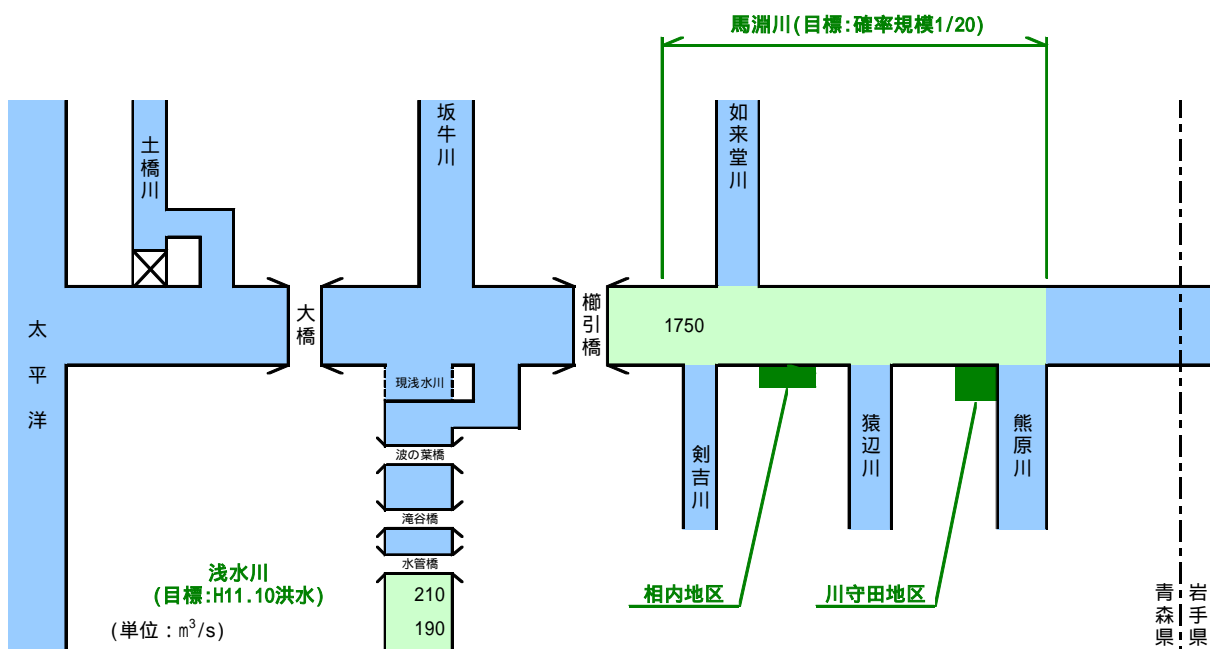 馬淵川(目標:確率規模1/20)
土橋川
坂牛川
如来堂川
太平洋
大橋
櫛引橋
1750
現浅水川
波の葉橋
滝谷橋
水管橋
剣吉川
猿辺川
熊原川
浅水川
(目標:H11.10洪水)
(単位：m³/s)
210
190
相内地区
川守田地区
青森県
岩手県